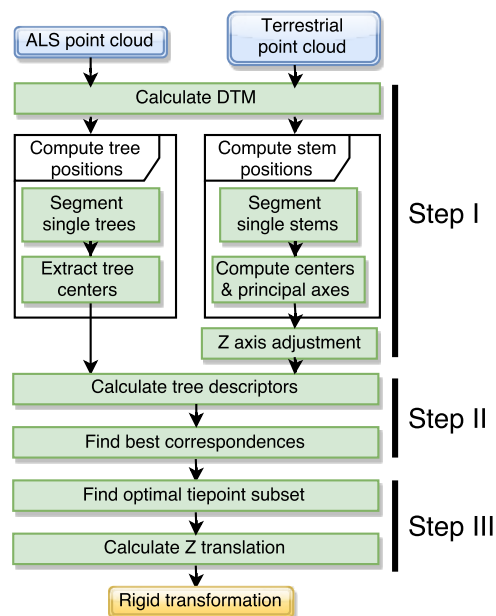 ALS point cloud
Terrestrial
point cloud
Calculate DTM
Compute tree
positions
Segment
single trees
Extract tree
centers
Compute stem
positions
Segment
single stems
Compute centers
& principal axes
Z axis adjustment
Step I
Calculate tree descriptors
Find best correspondences
Step II
Find optimal tiepoint subset
Calculate Z translation
Step III
Rigid transformation